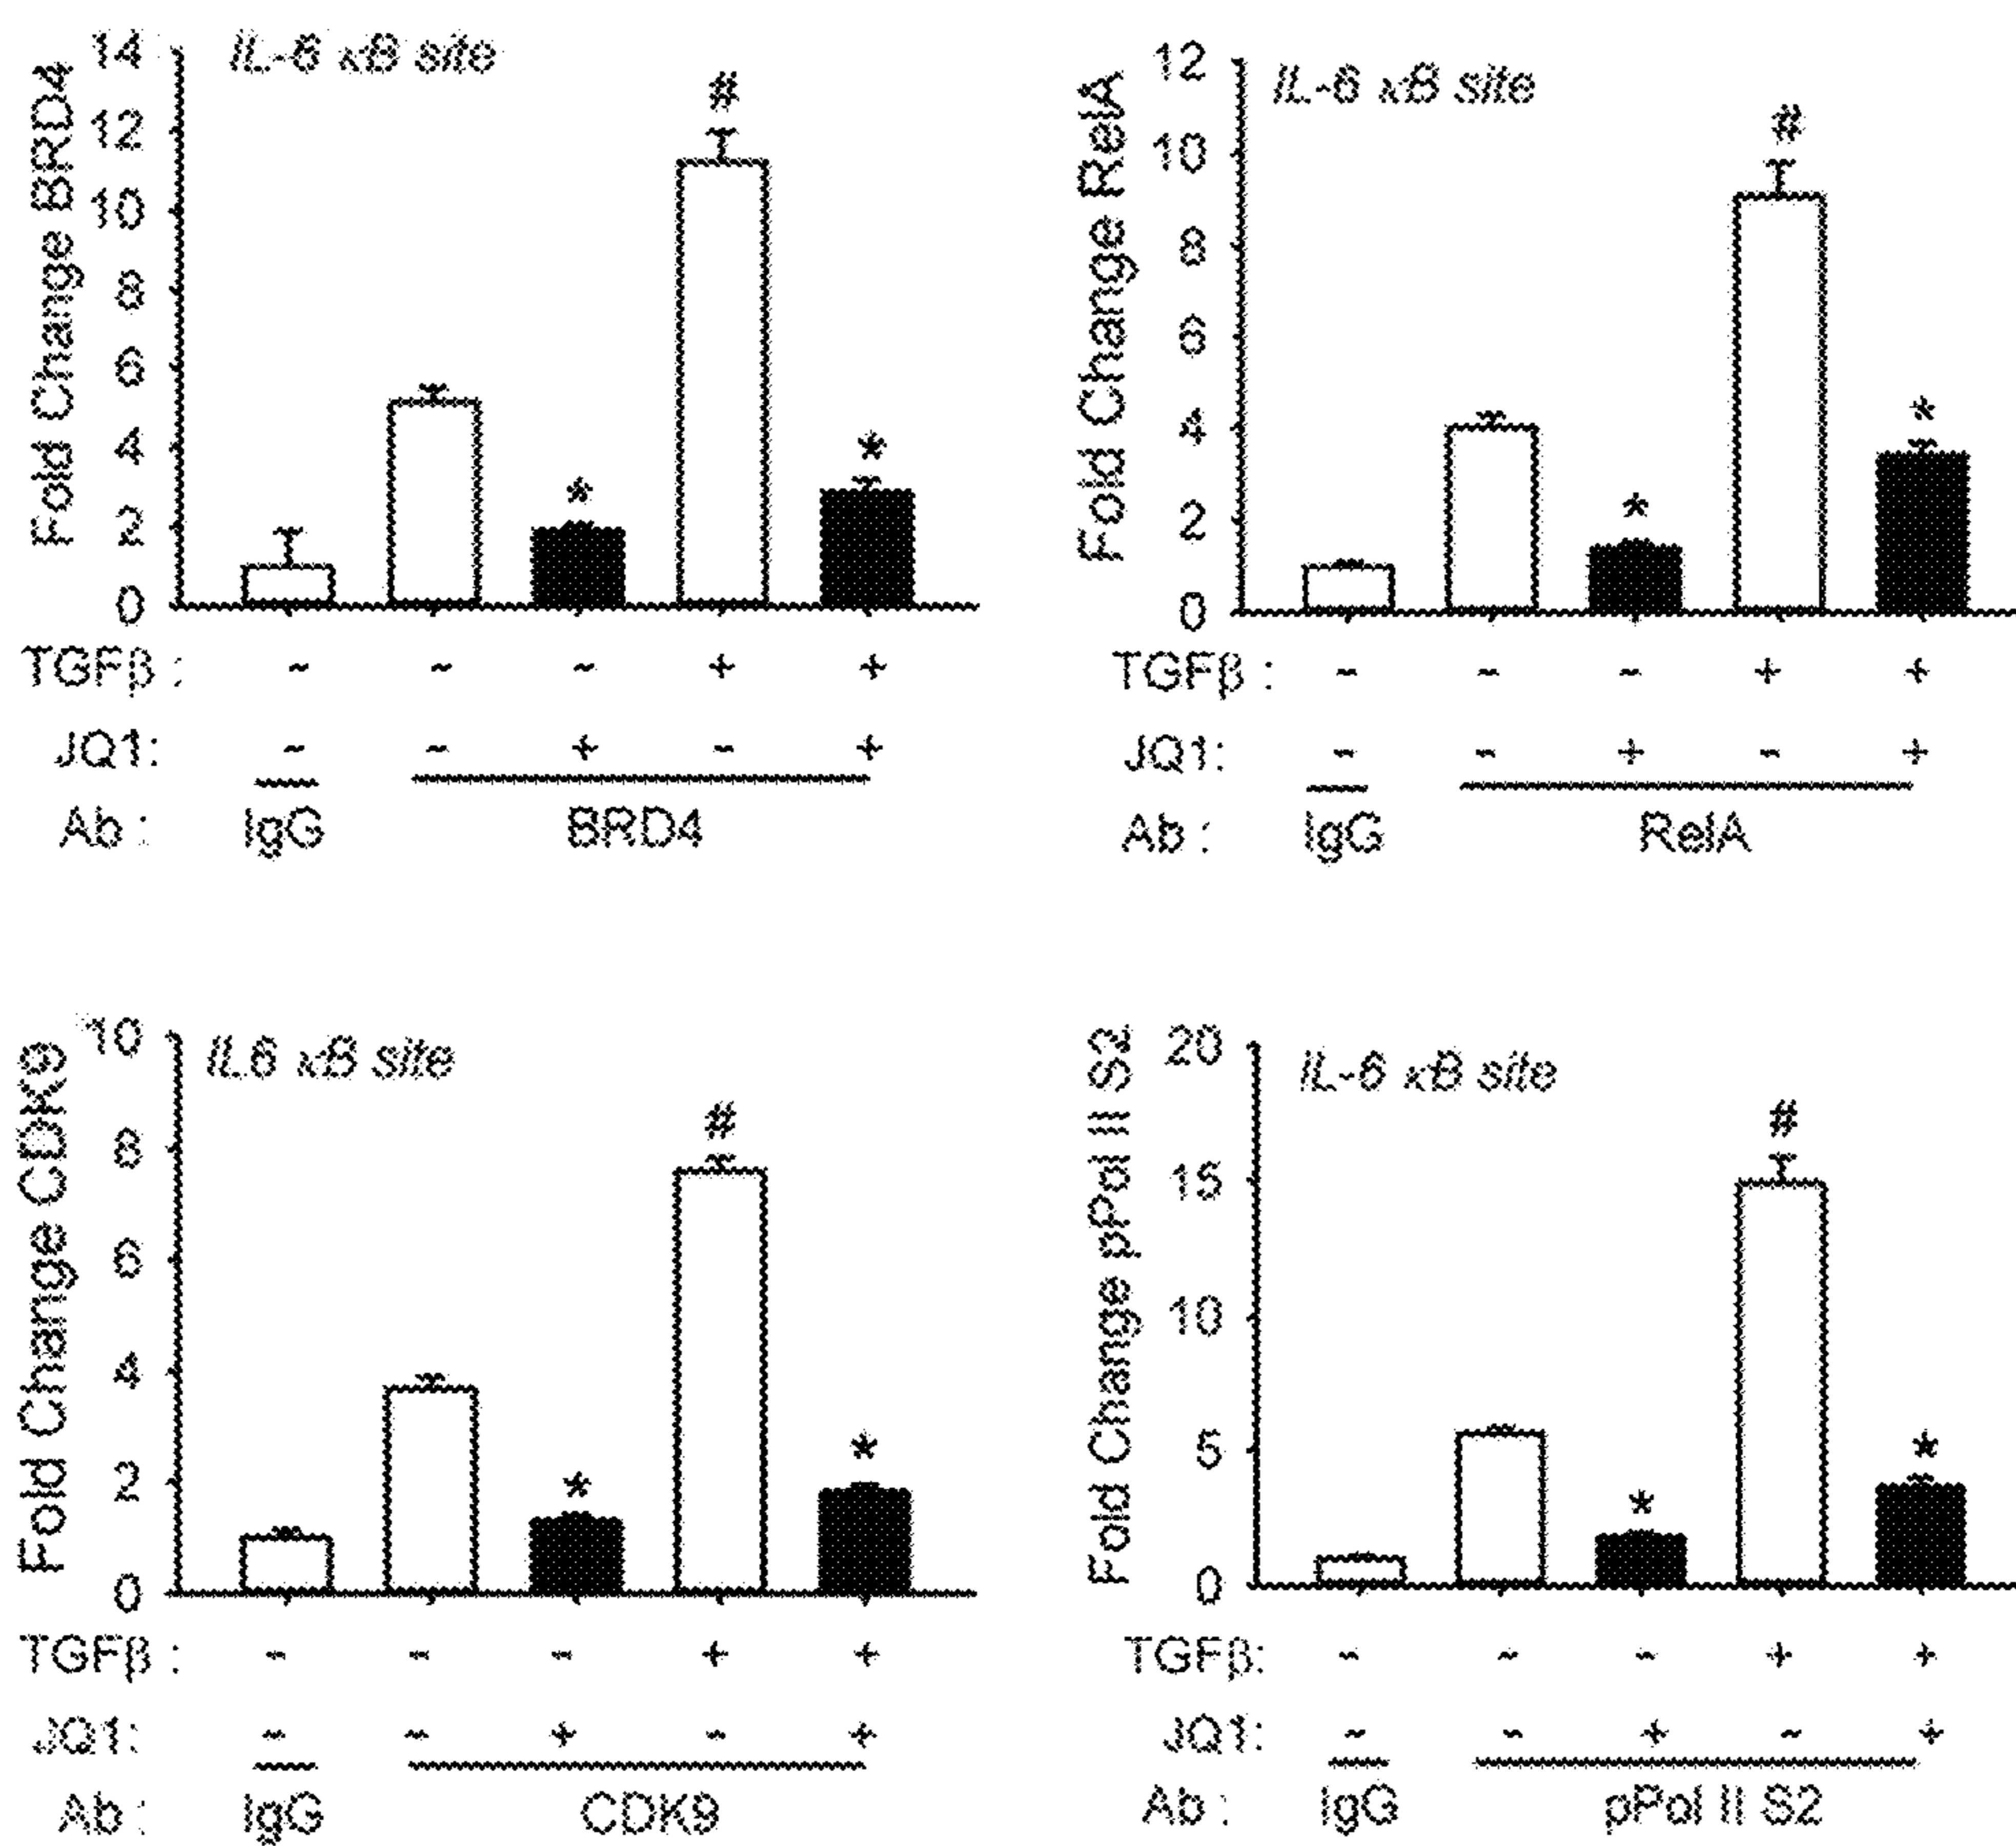 IL-6 κB site
Fold Change BRD4
14
12
10
8
6
4
2
0
#
*
*
TGFβ : - - - + +
JQ1: - - + - +
Ab : IgG BRD4
IL-6 κB site
Fold Change RelA
12
10
8
6
4
2
0
#
*
*
TGFβ : - - - + +
JQ1: - - + - +
Ab : IgG RelA
IL6 κB site
Fold Change CDK9
10
8
6
4
2
0
#
*
*
TGFβ : - - - + +
JQ1: - - + - +
Ab : IgG CDK9
IL-6 κB site
Fold Change pPol II S2
20
15
10
5
0
#
*
*
TGFβ: - - - + +
JQ1: - - + - +
Ab : IgG pPol II S2